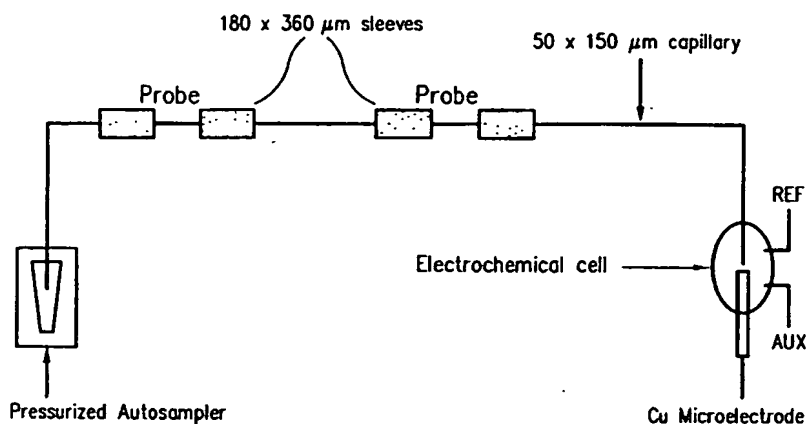 180 x 360 μm sleeves
50 x 150 μm capillary
Probe
Probe
REF
Electrochemical cell
AUX
Pressurized Autosampler
Cu Microelectrode